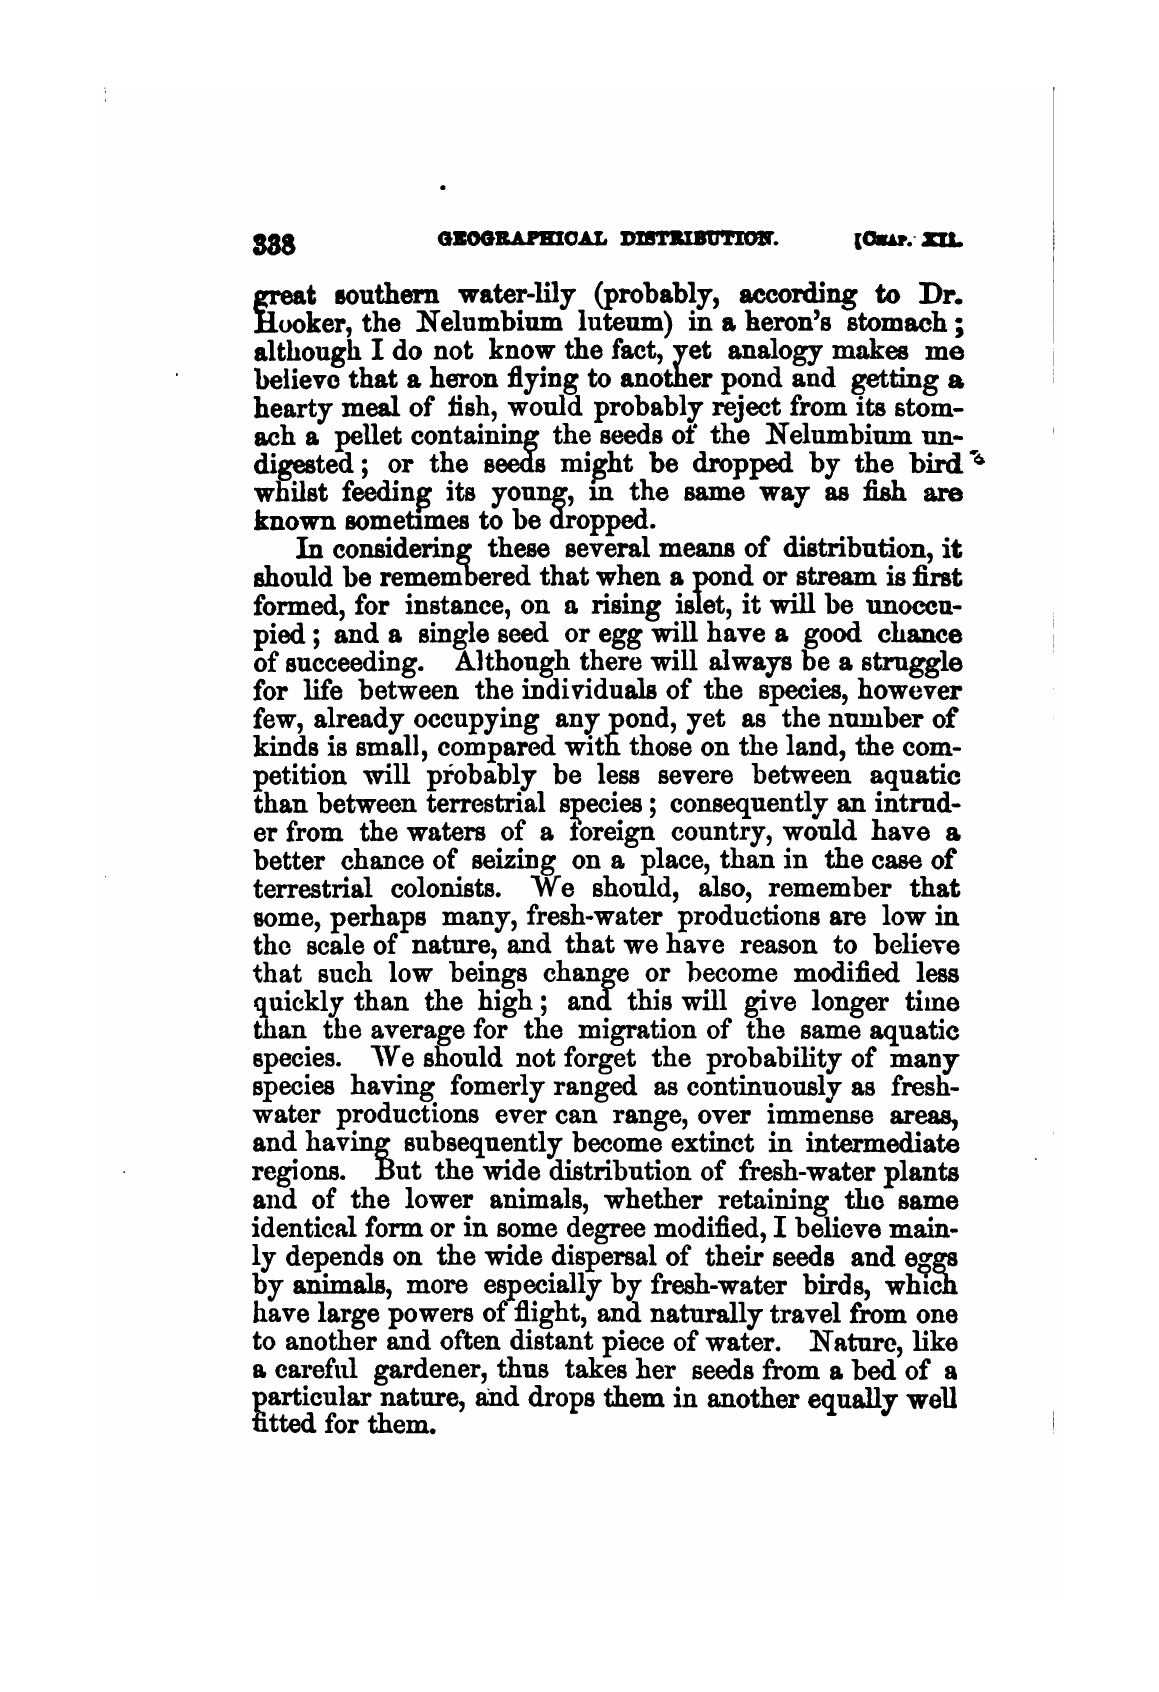 338 GEOGRAPHICAL DISTRIBUTION. [CHAP. XII.
great southern water-lily (probably, according to Dr.
Hooker, the Nelumbium luteum) in a heron's stomach;
although I do not know the fact, yet analogy makes me
believe that a heron flying to another pond and getting a
hearty meal of fish, would probably reject from its stom-
ach a pellet containing the seeds of the Nelumbium un-
digested; or the seeds might be dropped by the bird
whilst feeding its young, in the same way as fish are
known sometimes to be dropped.
In considering these several means of distribution, it
should be remembered that when a pond or stream is first
formed, for instance, on a rising islet, it will be unoccu-
pied; and a single seed or egg will have a good chance
of succeeding. Although there will always be a struggle
for life between the individuals of the species, however
few, already occupying any pond, yet as the number of
kinds is small, compared with those on the land, the com-
petition will probably be less severe between aquatic
than between terrestrial species; consequently an intrud-
er from the waters of a foreign country, would have a
better chance of seizing on a place, than in the case of
terrestrial colonists. We should, also, remember that
some, perhaps many, fresh-water productions are low in
the scale of nature, and that we have reason to believe
that such low beings change or become modified less
quickly than the high; and this will give longer time
than the average for the migration of the same aquatic
species. We should not forget the probability of many
species having fomerly ranged as continuously as fresh-
water productions ever can range, over immense areas,
and having subsequently become extinct in intermediate
regions. But the wide distribution of fresh-water plants
and of the lower animals, whether retaining the same
identical form or in some degree modified, I believe main-
ly depends on the wide dispersal of their seeds and eggs
by animals, more especially by fresh-water birds, which
have large powers of flight, and naturally travel from one
to another and often distant piece of water. Nature, like
a careful gardener, thus takes her seeds from a bed of a
particular nature, and drops them in another equally well
fitted for them.